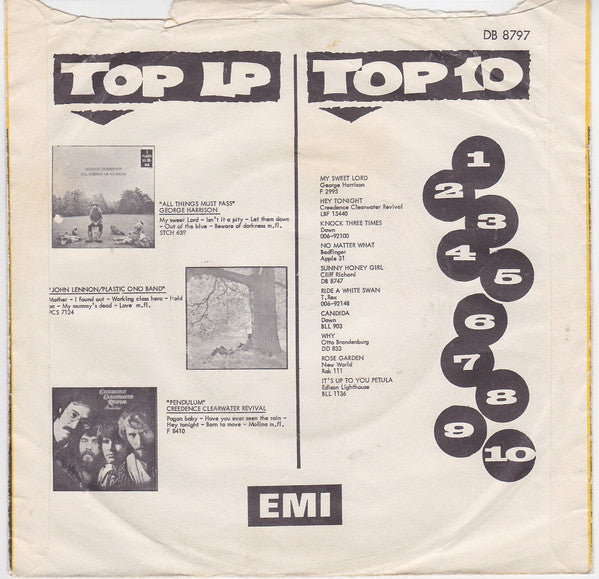 DB 8797
TOP LP
"ALL THINGS MUST PASS"
GEORGE HARRISON
My sweet Lord - Isn't it a pity - Let them down
- Out of the blue - Beware of darkness m.fl.
STCH 639
"JOHN LENNON/PLASTIC ONO BAND"
Mother - I found out - Working class hero - Hold
on - My mummy's dead - Love m.fl.
PCS 7124
"PENDULUM"
CREEDENCE CLEARWATER REVIVAL
Pagan baby - Have you ever seen the rain -
Hey tonight - Born to move - Molina m.fl.
F 8410
TOP 10
MY SWEET LORD
George Harrison
F 2995
HEY TONIGHT
Creedence Clearwater Revival
LBF 15440
KNOCK THREE TIMES
Dawn
006-92100
NO MATTER WHAT
Badfinger
Apple 31
SUNNY HONEY GIRL
Cliff Richard
DB 8747
RIDE A WHITE SWAN
T.Rex
006-92148
CANDIDA
Dawn
BLL 903
WHY
Otto Brandenburg
DD 833
ROSE GARDEN
New World
Rak 111
IT'S UP TO YOU PETULA
Edison Lighthouse
BLL 1136
1
2
3
4
5
6
7
8
9
10
EMI